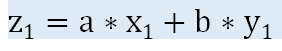 z₁ = a * x₁ + b * y₁